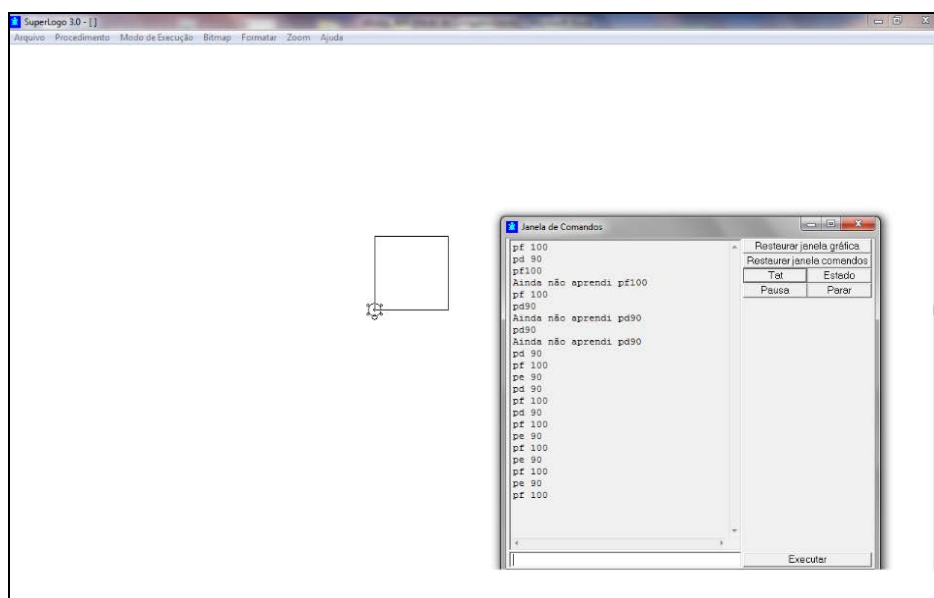 SuperLogo 3.0 - [ ]
Arquivo Procedimento Modo de Execução Bitmap Formatar Zoom Ajuda
Janela de Comandos
pf 100
pd 90
pf100
Ainda não aprendi pf100
pf 100
pd90
Ainda não aprendi pd90
pd90
Ainda não aprendi pd90
pd 90
pf 100
pe 90
pd 90
pf 100
pd 90
pf 100
pe 90
pf 100
pe 90
pf 100
pe 90
pf 100
Restaurar janela gráfica
Restaurar janela comandos
Tat Estado
Pausa Parar
Executar